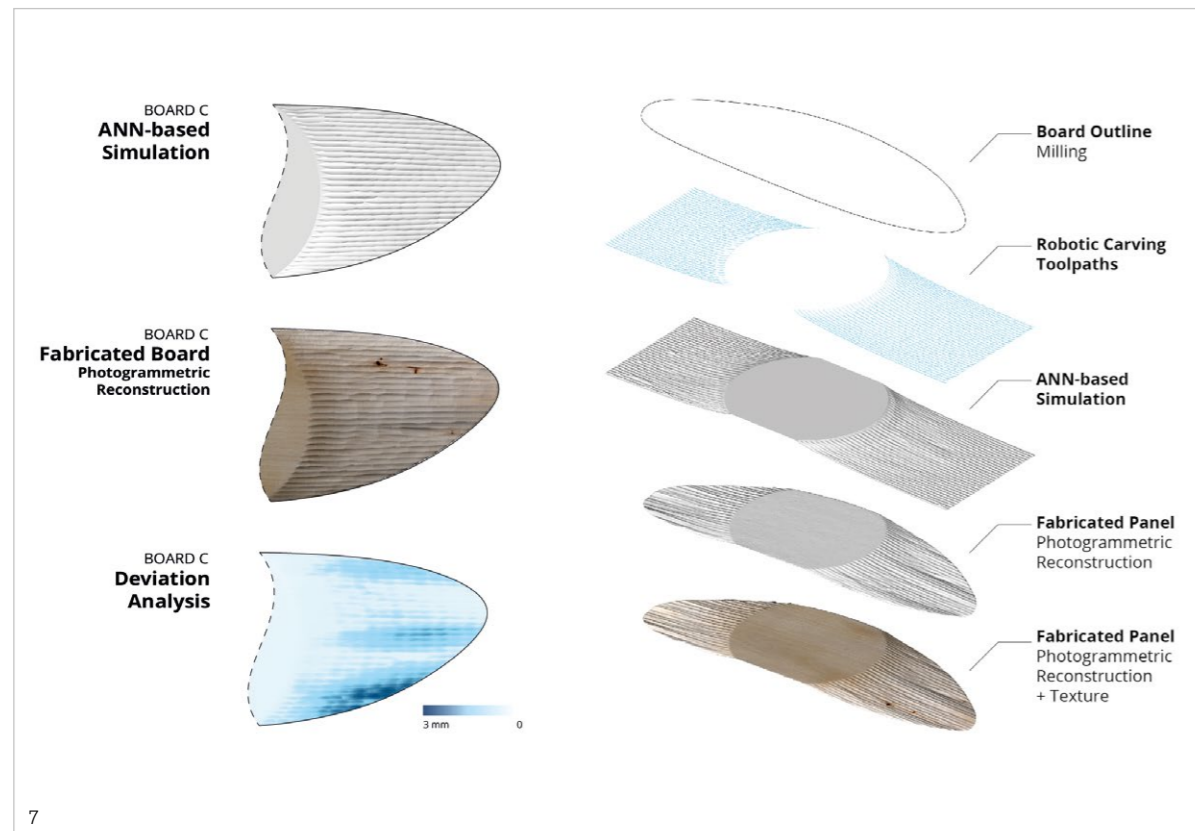 BOARD C
ANN-based
Simulation
BOARD C
Fabricated Board
Photogrammetric
Reconstruction
BOARD C
Deviation
Analysis
3 mm
0
Board Outline
Milling
Robotic Carving
Toolpaths
ANN-based
Simulation
Fabricated Panel
Photogrammetric
Reconstruction
Fabricated Panel
Photogrammetric
Reconstruction
+ Texture
7